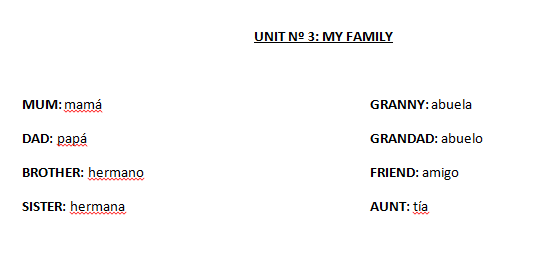 UNIT Nº 3: MY FAMILY
MUM: mamá
DAD: papá
BROTHER: hermano
SISTER: hermana
GRANNY: abuela
GRANDAD: abuelo
FRIEND: amigo
AUNT: tía